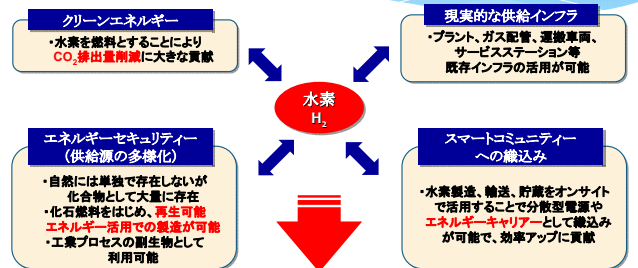 クリーンエネルギー
・水素を燃料とすることにより
CO2排出量削減に大きな貢献
現実的な供給インフラ
・プラント、ガス配管、運搬車両、
サービスステーション等
既存インフラの活用が可能
水素
H2
エネルギーセキュリティー
(供給源の多様化)
・自然には単独で存在しないが
化合物として大量に存在
・化石燃料をはじめ、再生可能
エネルギー活用での製造が可能
・工業プロセスの副生物として
利用可能
スマートコミュニティー
への織込み
・水素製造、輸送、貯蔵をオンサイト
で活用することで分散型電源や
エネルギーキャリアーとして織込み
が可能で、効率アップに貢献